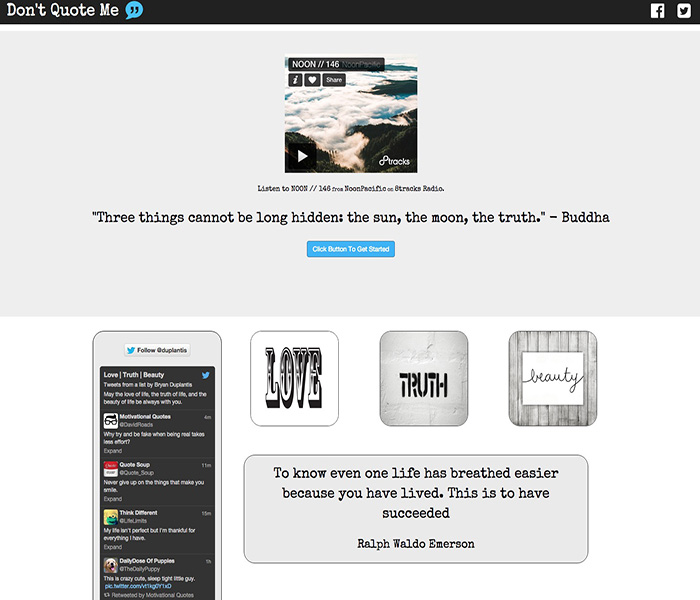 Don't Quote Me
NOON // 146 NoonPacific
i Share
8tracks
Listen to NOON // 146 from NoonPacific on 8tracks Radio.
"Three things cannot be long hidden: the sun, the moon, the truth." - Buddha
Click Button To Get Started
Follow @duplantis
Love | Truth | Beauty
Tweets from a list by Bryan Duplantis
May the love of life, the truth of life, and the
beauty of life be always with you.
Motivational Quotes 4m
@DavidRoads
Why try and be fake when being real takes
less effort?
Expand
Quote Soup 11m
@Quote_Soup
Never give up on the things that make you
smile.
Expand
Think Different 15m
@LifeLimits
My life isn't perfect but I'm thankful for
everything I have.
Expand
DailyDose Of Puppies 1h
@TheDailyPuppy
This is crazy cute, sleep tight little guy.
pic.twitter.com/vt1kg0Y1xD
Retweeted by Motivational Quotes
LOVE
TRUTH
beauty
To know even one life has breathed easier
because you have lived. This is to have
succeeded
Ralph Waldo Emerson